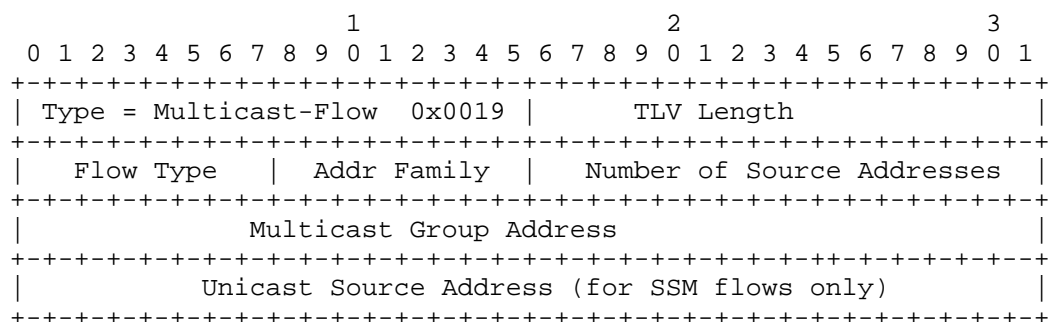 1                   2                   3
 0 1 2 3 4 5 6 7 8 9 0 1 2 3 4 5 6 7 8 9 0 1 2 3 4 5 6 7 8 9 0 1
+-+-+-+-+-+-+-+-+-+-+-+-+-+-+-+-+-+-+-+-+-+-+-+-+-+-+-+-+-+-+-+-+
| Type = Multicast-Flow  0x0019 |      TLV Length               |
+-+-+-+-+-+-+-+-+-+-+-+-+-+-+-+-+-+-+-+-+-+-+-+-+-+-+-+-+-+-+-+-+
|   Flow Type   | Addr Family   |   Number of Source Addresses  |
+-+-+-+-+-+-+-+-+-+-+-+-+-+-+-+-+-+-+-+-+-+-+-+-+-+-+-+-+-+-+-+-+
|              Multicast Group Address                          |
+-+-+-+-+-+-+-+-+-+-+-+-+-+-+-+-+-+-+-+-+-+-+-+-+-++-+-+-+-+-+--+
|           Unicast Source Address (for SSM flows only)         |
+-+-+-+-+-+-+-+-+-+-+-+-+-+-+-+-+-+-+-+-+-+-+-+-+-+-+-+-+-+-+-+-+